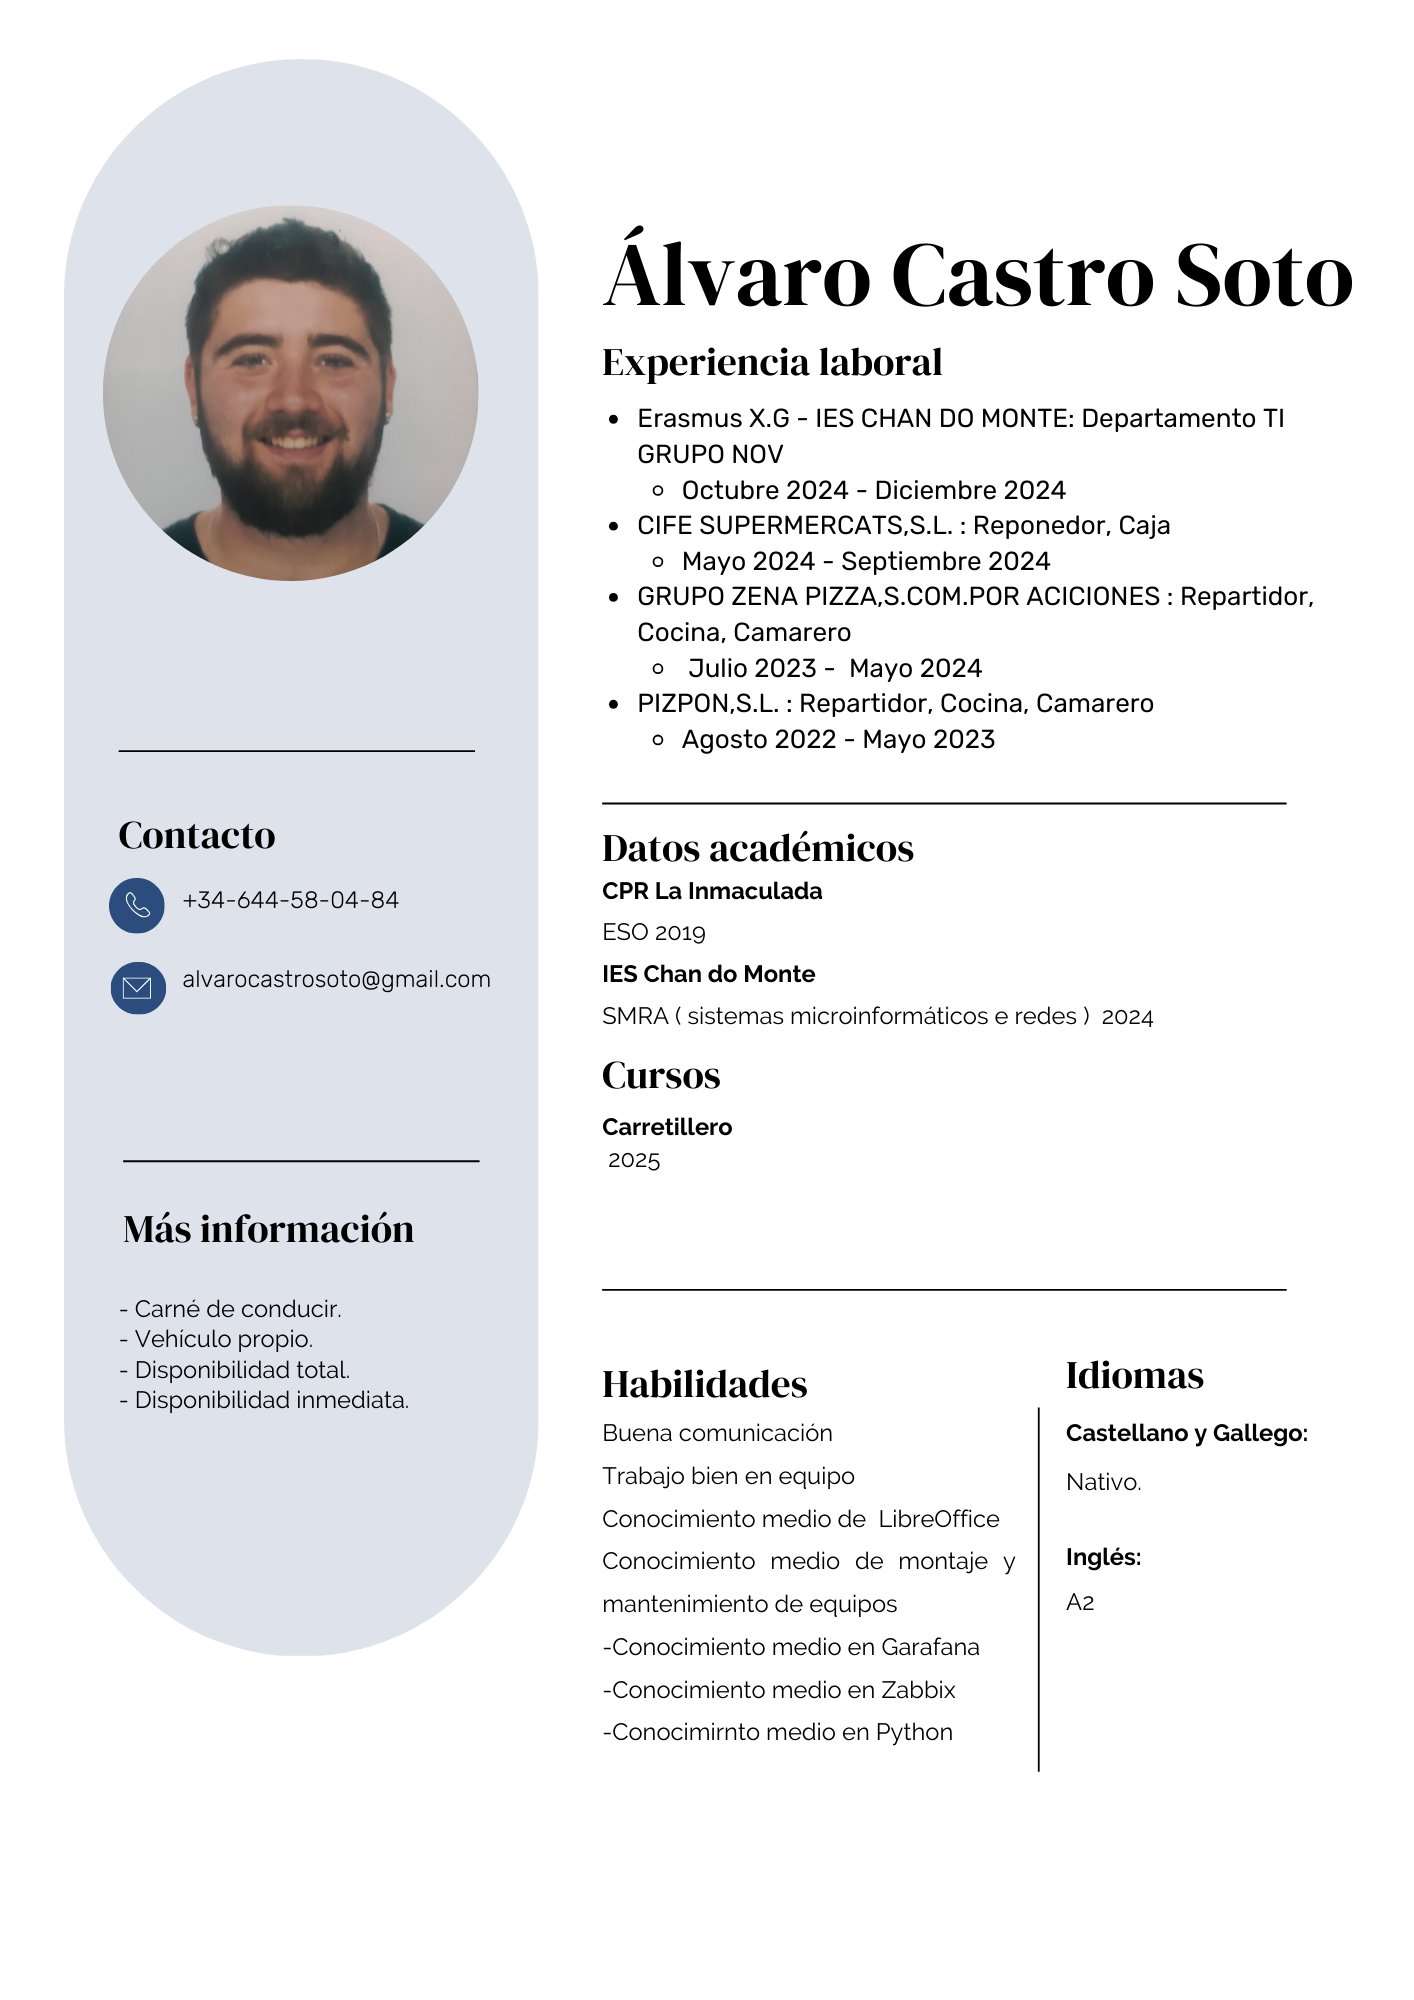 Álvaro Castro Soto
Experiencia laboral
• Erasmus X.G - IES CHAN DO MONTE: Departamento TI
GRUPO NOV
◦ Octubre 2024 - Diciembre 2024
• CIFE SUPERMERCATS,S.L. : Reponedor, Caja
◦ Mayo 2024 - Septiembre 2024
• GRUPO ZENA PIZZA,S.COM.POR ACICIONES : Repartidor,
Cocina, Camarero
◦ Julio 2023 - Mayo 2024
• PIZPON,S.L. : Repartidor, Cocina, Camarero
◦ Agosto 2022 - Mayo 2023
Contacto
+34-644-58-04-84
alvarocastrosoto@gmail.com
Más información
- Carné de conducir.
- Vehículo propio.
- Disponibilidad total.
- Disponibilidad inmediata.
Datos académicos
CPR La Inmaculada
ESO 2019
IES Chan do Monte
SMRA ( sistemas microinformáticos e redes ) 2024
Cursos
Carretillero
2025
Habilidades
Buena comunicación
Trabajo bien en equipo
Conocimiento medio de LibreOffice
Conocimiento medio de montaje y
mantenimiento de equipos
-Conocimiento medio en Garafana
-Conocimiento medio en Zabbix
-Conocimirnto medio en Python
Idiomas
Castellano y Gallego:
Nativo.
Inglés:
A2